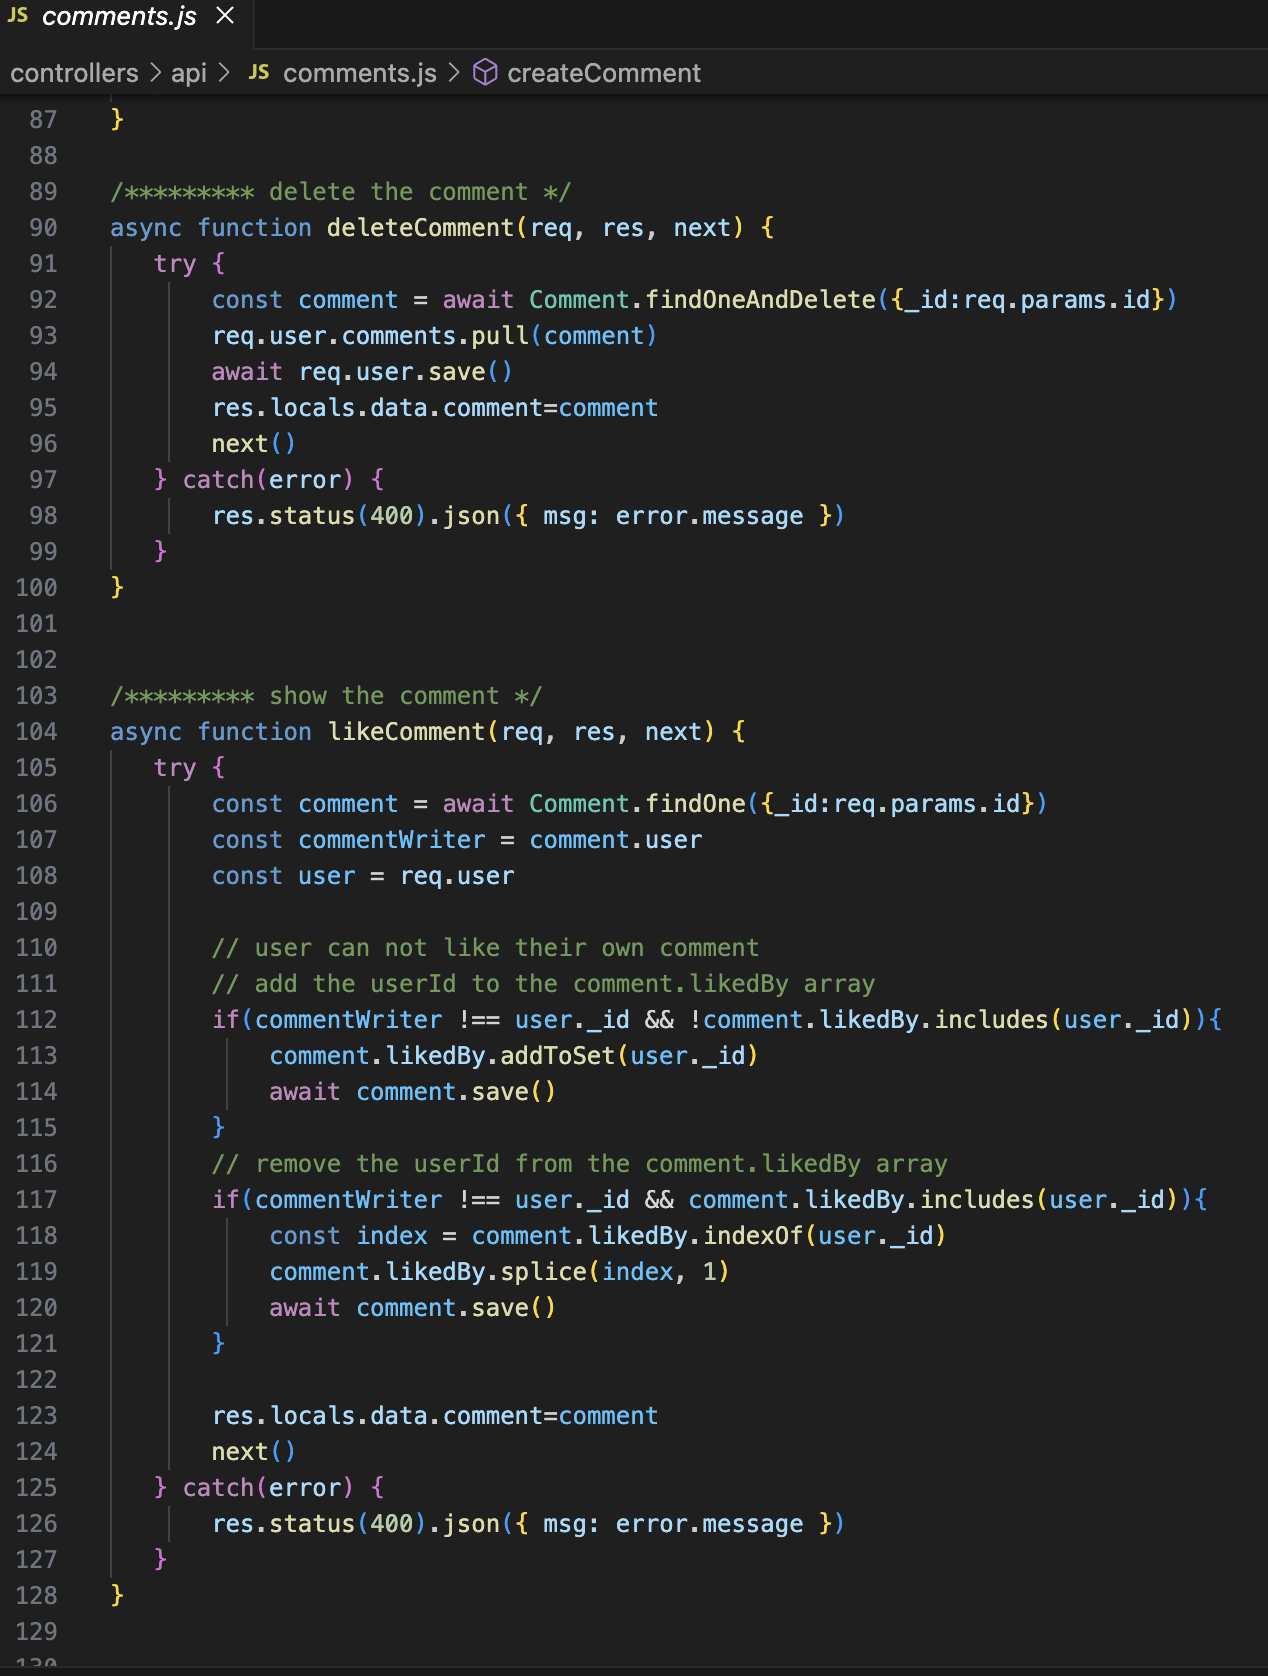 JS comments.js ×
controllers > api > JS comments.js > createComment
87 }
88
89 /********* delete the comment */
90 async function deleteComment(req, res, next) {
91 try {
92 const comment = await Comment.findOneAndDelete({_id:req.params.id})
93 req.user.comments.pull(comment)
94 await req.user.save()
95 res.locals.data.comment=comment
96 next()
97 } catch(error) {
98 res.status(400).json({ msg: error.message })
99 }
100 }
101
102
103 /********* show the comment */
104 async function likeComment(req, res, next) {
105 try {
106 const comment = await Comment.findOne({_id:req.params.id})
107 const commentWriter = comment.user
108 const user = req.user
109
110 // user can not like their own comment
111 // add the userId to the comment.likedBy array
112 if(commentWriter !== user._id && !comment.likedBy.includes(user._id)){
113 comment.likedBy.addToSet(user._id)
114 await comment.save()
115 }
116 // remove the userId from the comment.likedBy array
117 if(commentWriter !== user._id && comment.likedBy.includes(user._id)){
118 const index = comment.likedBy.indexOf(user._id)
119 comment.likedBy.splice(index, 1)
120 await comment.save()
121 }
122
123 res.locals.data.comment=comment
124 next()
125 } catch(error) {
126 res.status(400).json({ msg: error.message })
127 }
128 }
129
130